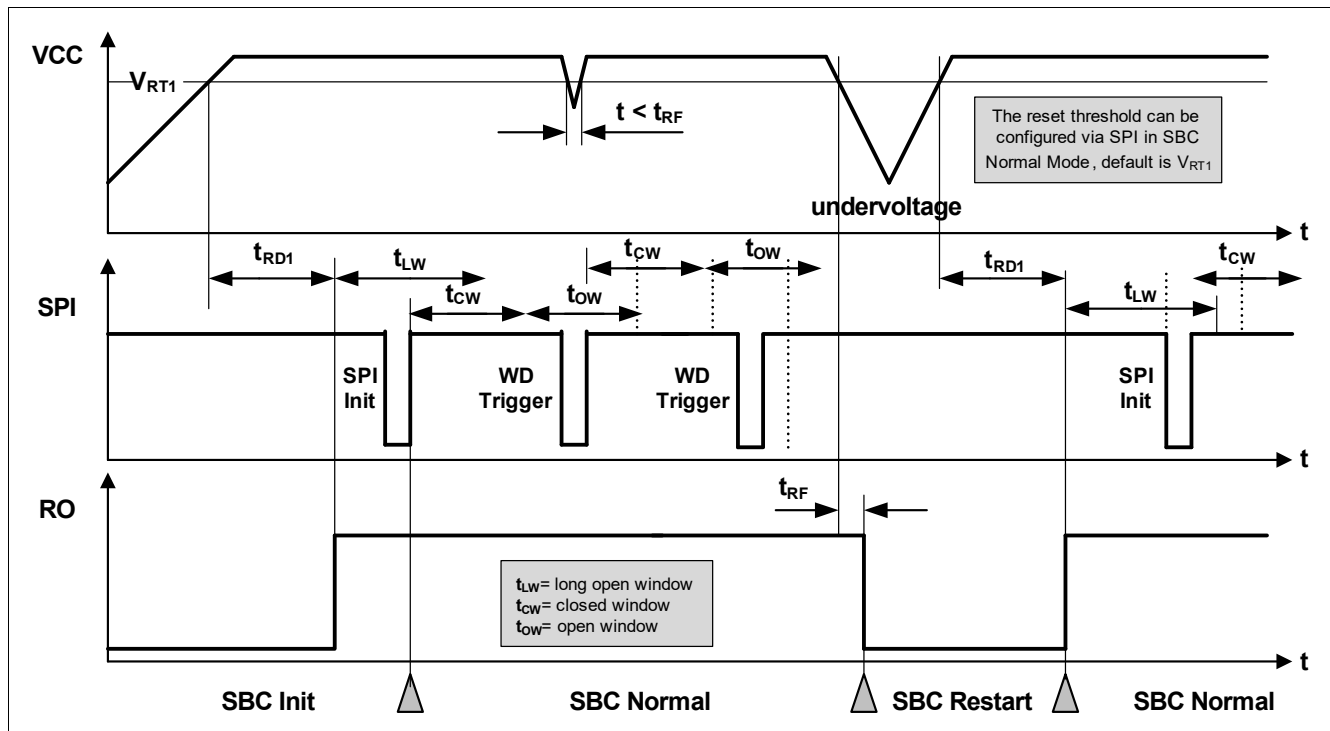 VCC
VRT1
t < tRF
The reset threshold can be
configured via SPI in SBC
Normal Mode, default is VRT1
undervoltage
t
tRD1
tLW
tCW
tOW
tRD1
tCW
SPI
tCW
tOW
tLW
SPI
Init
WD
Trigger
WD
Trigger
SPI
Init
t
RO
tRF
tLW= long open window
tCW= closed window
tOW= open window
t
SBC Init
SBC Normal
SBC Restart
SBC Normal